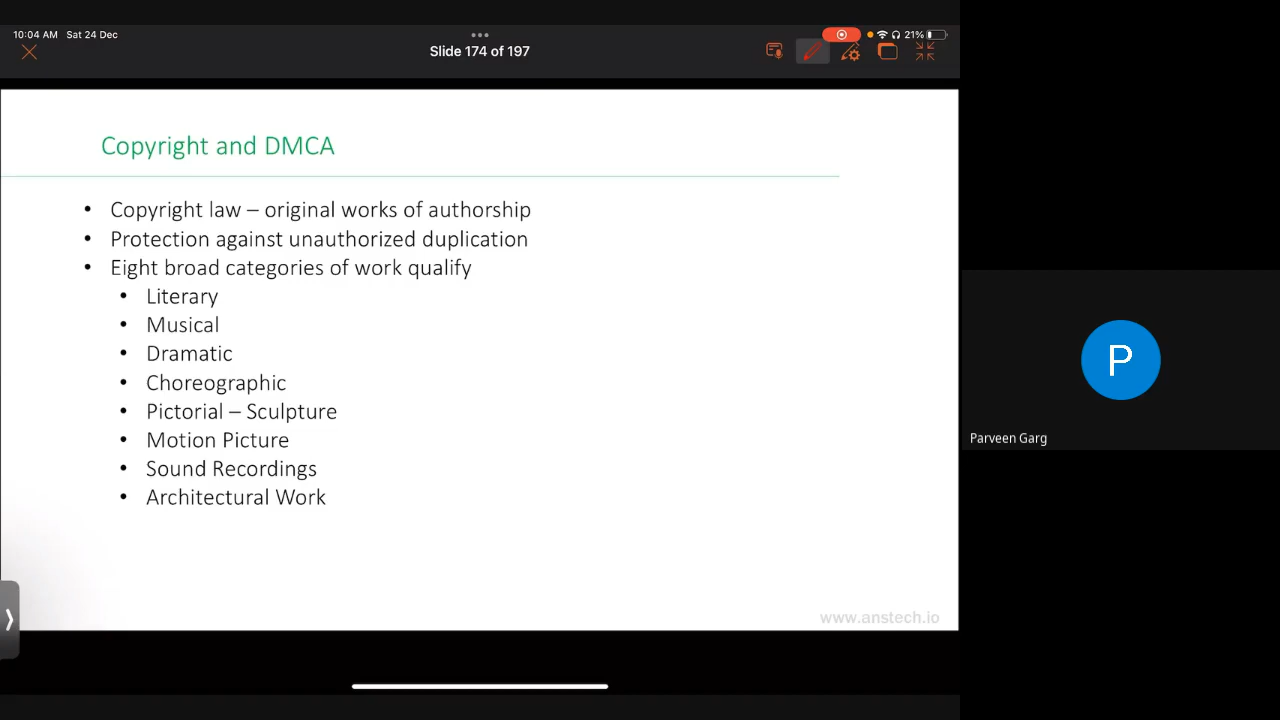 10:04 AM Sat 24 Dec
21%
Slide 174 of 197
Copyright and DMCA
• Copyright law – original works of authorship
• Protection against unauthorized duplication
• Eight broad categories of work qualify
• Literary
• Musical
• Dramatic
• Choreographic
• Pictorial – Sculpture
• Motion Picture
• Sound Recordings
• Architectural Work
www.anstech.io
P
Parveen Garg